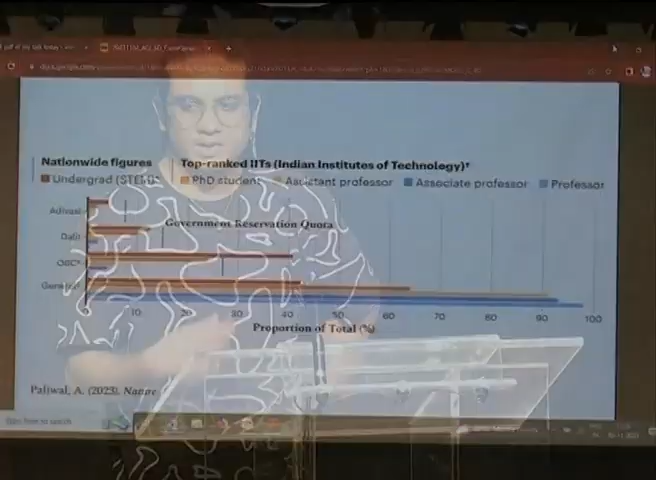 Nationwide figures
Top-ranked IITs (Indian Institutes of Technology)*
Undergrad (STEM)* PhD student Assistant professor Associate professor Professor
Adivasi
Government Reservation Quora
Dalit
OBC*
General*
0 10 20 30 40 50 60 70 80 90 100
Proportion of Total (%)
Paliwal, A. (2023). Nature